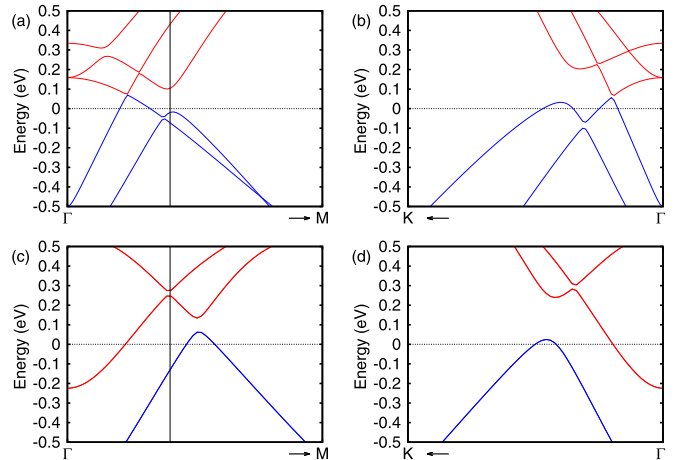 (a)
Energy (eV)
0.5
0.4
0.3
0.2
0.1
0
-0.1
-0.2
-0.3
-0.4
-0.5
Γ
→ M
(b)
Energy (eV)
0.5
0.4
0.3
0.2
0.1
0
-0.1
-0.2
-0.3
-0.4
-0.5
K ←
Γ
(c)
Energy (eV)
0.5
0.4
0.3
0.2
0.1
0
-0.1
-0.2
-0.3
-0.4
-0.5
Γ
→ M
(d)
Energy (eV)
0.5
0.4
0.3
0.2
0.1
0
-0.1
-0.2
-0.3
-0.4
-0.5
K ←
Γ